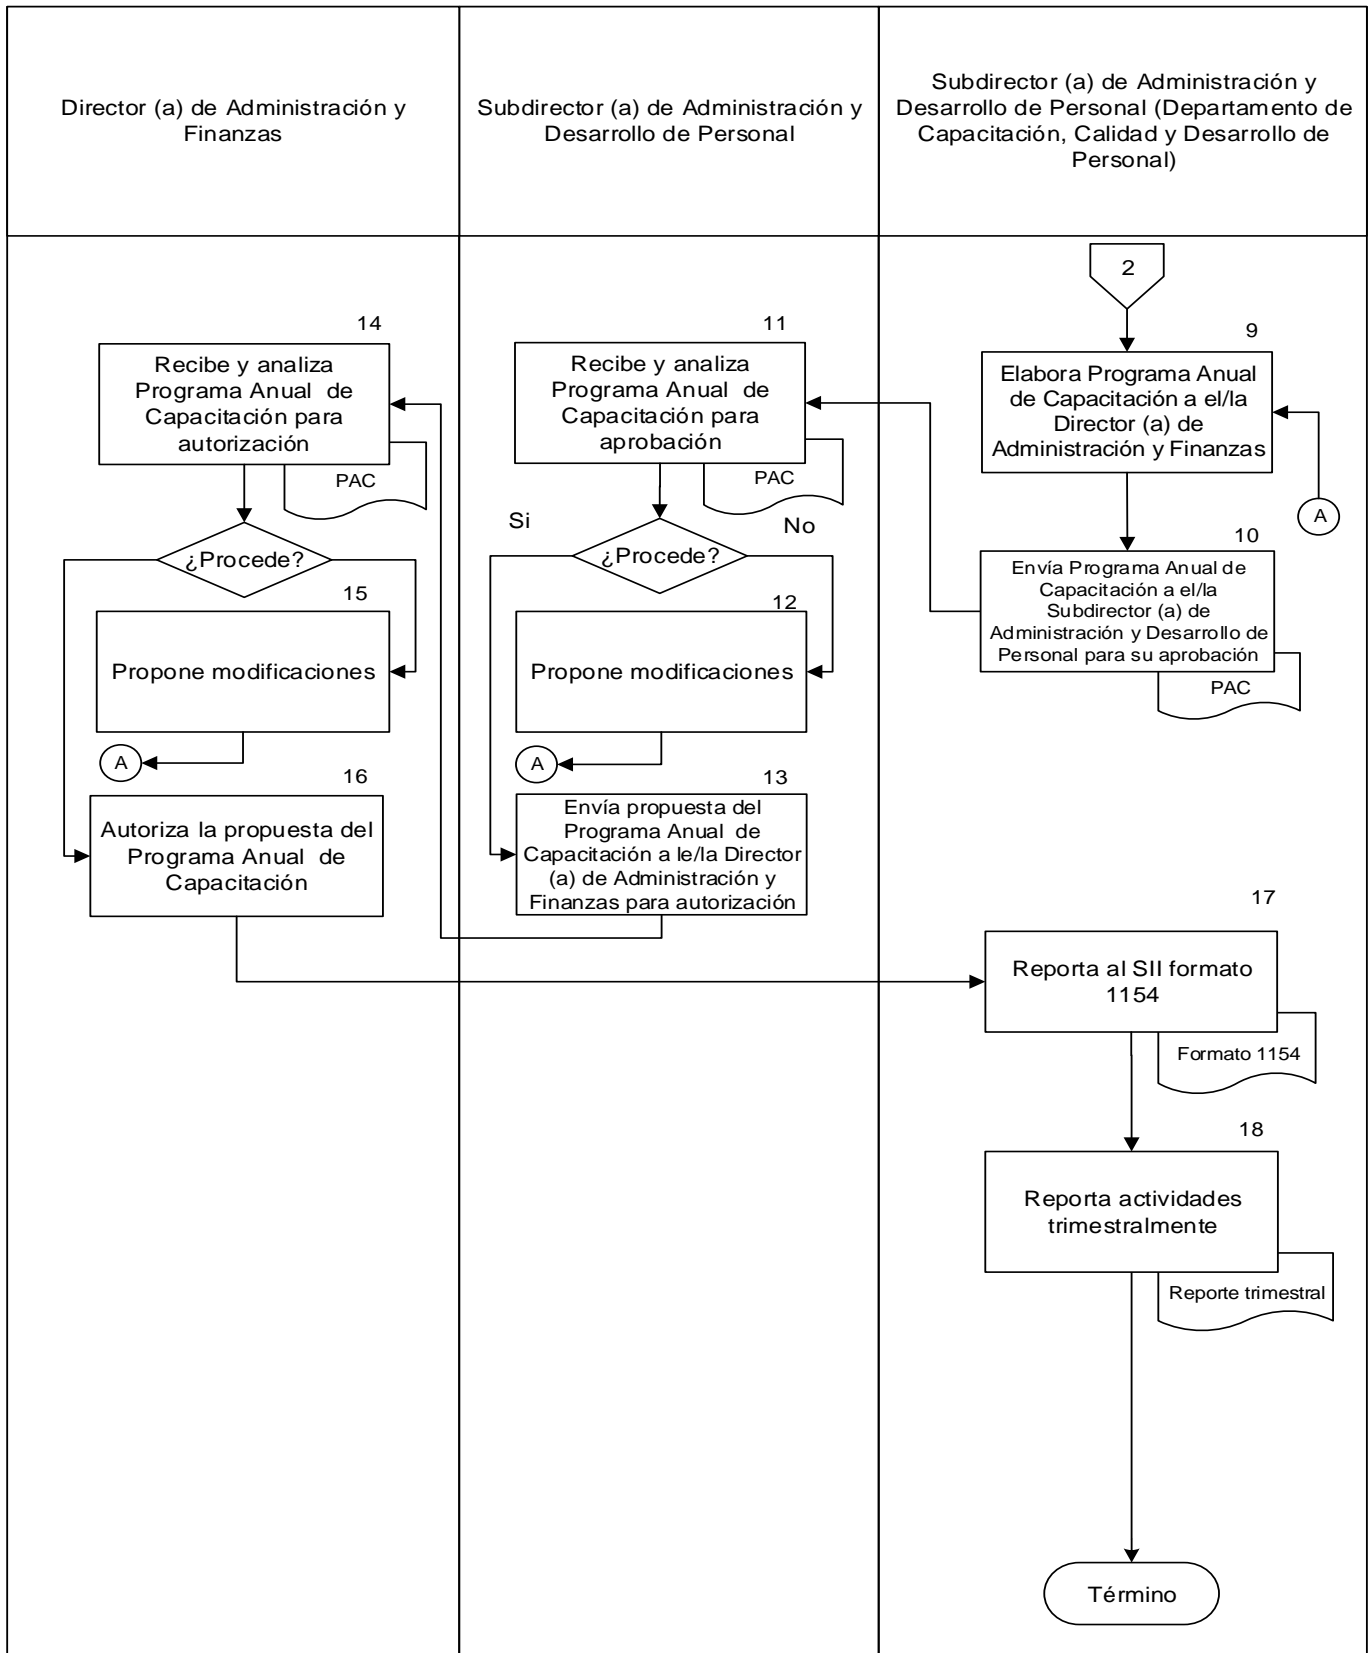 Director (a) de Administración y
Finanzas
Subdirector (a) de Administración y
Desarrollo de Personal
Subdirector (a) de Administración y
Desarrollo de Personal (Departamento de
Capacitación, Calidad y Desarrollo de
Personal)
2
9
Elabora Programa Anual
de Capacitación a el/la
Director (a) de
Administración y Finanzas
A
10
Envía Programa Anual de
Capacitación a el/la
Subdirector (a) de
Administración y Desarrollo de
Personal para su aprobación
PAC
11
Recibe y analiza
Programa Anual de
Capacitación para
aprobación
PAC
Si
No
¿Procede?
12
Propone modificaciones
A
13
Envía propuesta del
Programa Anual de
Capacitación a le/la Director
(a) de Administración y
Finanzas para autorización
14
Recibe y analiza
Programa Anual de
Capacitación para
autorización
PAC
¿Procede?
15
Propone modificaciones
A
16
Autoriza la propuesta del
Programa Anual de
Capacitación
17
Reporta al SII formato
1154
Formato 1154
18
Reporta actividades
trimestralmente
Reporte trimestral
Término